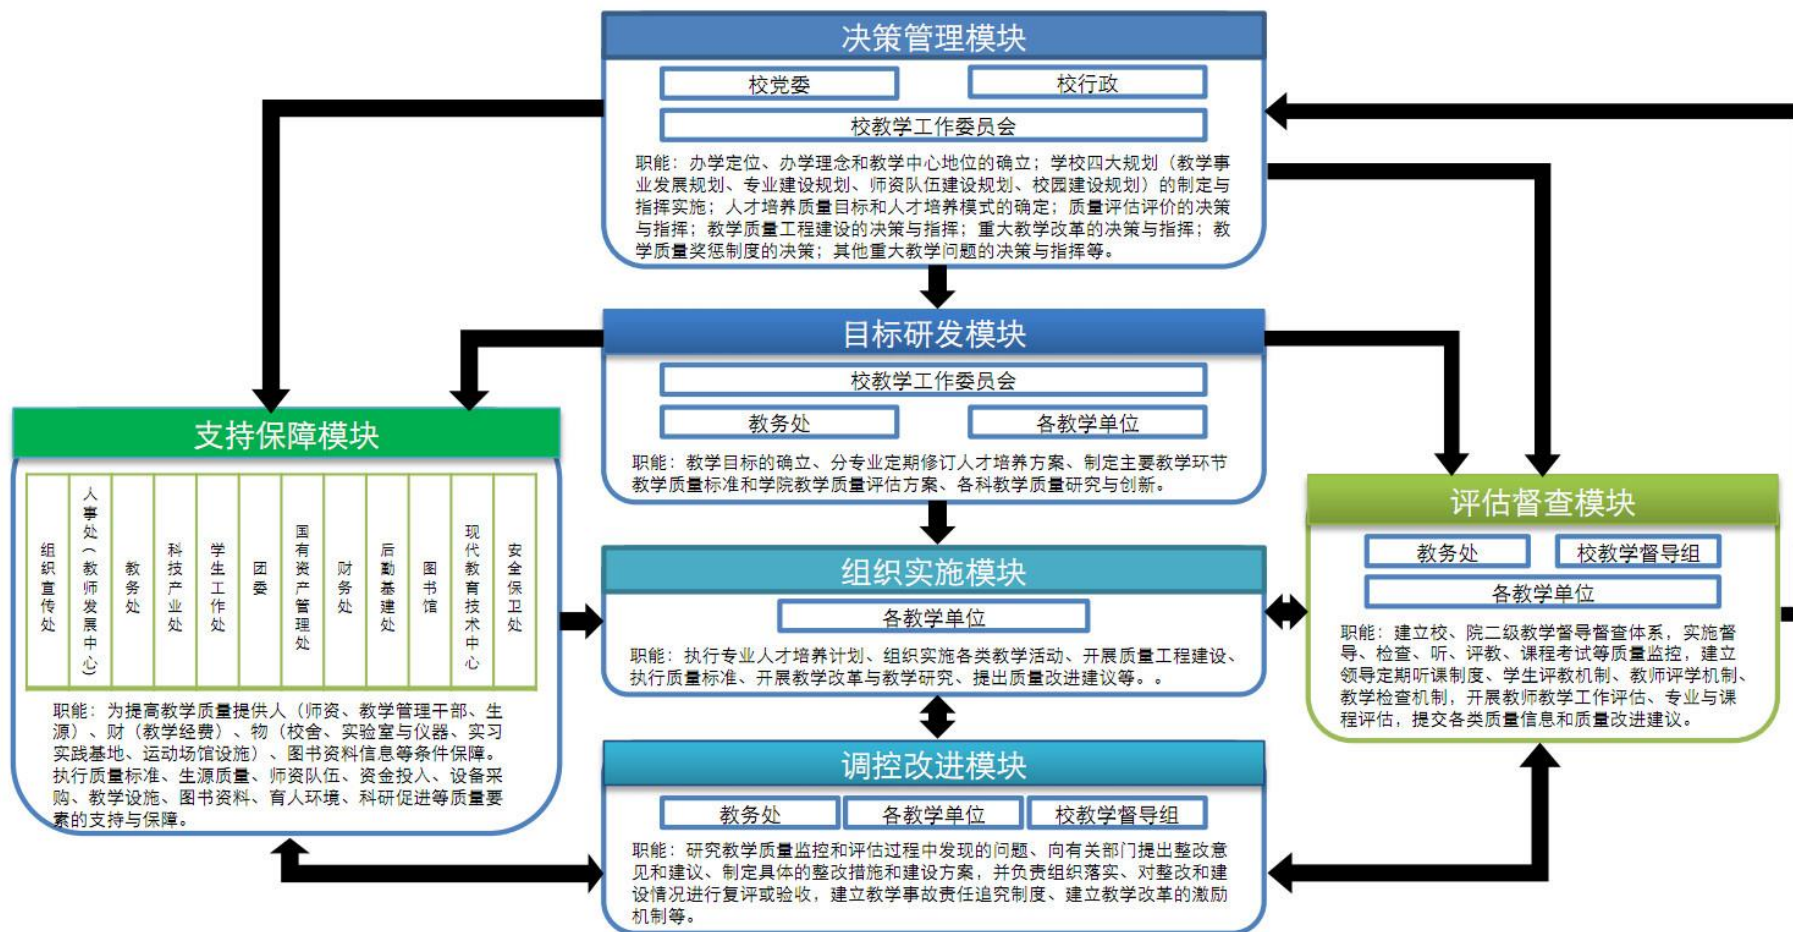 决策管理模块
校党委
校行政
校教学工作委员会
职能：办学定位、办学理念和教学中心地位的确立；学校四大规划（教学事
业发展规划、专业建设规划、师资队伍建设规划、校园建设规划）的制定与
指挥实施；人才培养质量目标和人才培养模式的确定；质量评估评价的决策
与指挥；教学质量工程建设的决策与指挥；重大教学改革的决策与指挥；教
学质量奖惩制度的决策；其他重大教学问题的决策与指挥等。
目标研发模块
校教学工作委员会
教务处
各教学单位
职能：教学目标的确立、分专业定期修订人才培养方案、制定主要教学环节
教学质量标准和学院教学质量评估方案、各科教学质量研究与创新。
支持保障模块
组织宣传处
人事处（教师发展中心）
教务处
科技产业处
学生工作处
团委
国有资产管理处
财务处
后勤基建处
图书馆
现代教育技术中心
安全保卫处
职能：为提高教学质量提供人（师资、教学管理干部、生
源）、财（教学经费）、物（校舍、实验室与仪器、实习
实践基地、运动场馆设施）、图书资料信息等条件保障。
执行质量标准、生源质量、师资队伍、资金投入、设备采
购、教学设施、图书资料、育人环境、科研促进等质量要
素的支持与保障。
组织实施模块
各教学单位
职能：执行专业人才培养计划、组织实施各类教学活动、开展质量工程建设、
执行质量标准、开展教学改革与教学研究、提出质量改进建议等。。
评估督查模块
教务处
校教学督导组
各教学单位
职能：建立校、院二级教学督导督查体系，实施督
导、检查、听、评教、课程考试等质量监控，建立
领导定期听课制度、学生评教机制、教师评学机制、
教学检查机制，开展教师教学工作评估、专业与课
程评估，提交各类质量信息和质量改进建议。
调控改进模块
教务处
各教学单位
校教学督导组
职能：研究教学质量监控和评估过程中发现的问题、向有关部门提出整改意
见和建议、制定具体的整改措施和建设方案，并负责组织落实、对整改和建
设情况进行复评或验收，建立教学事故责任追究制度、建立教学改革的激励
机制等。